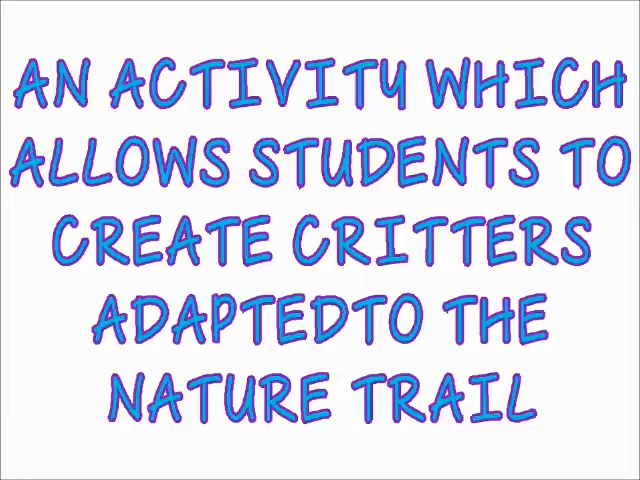 AN ACTIVITY WHICH
ALLOWS STUDENTS TO
CREATE CRITTERS
ADAPTEDTO THE
NATURE TRAIL